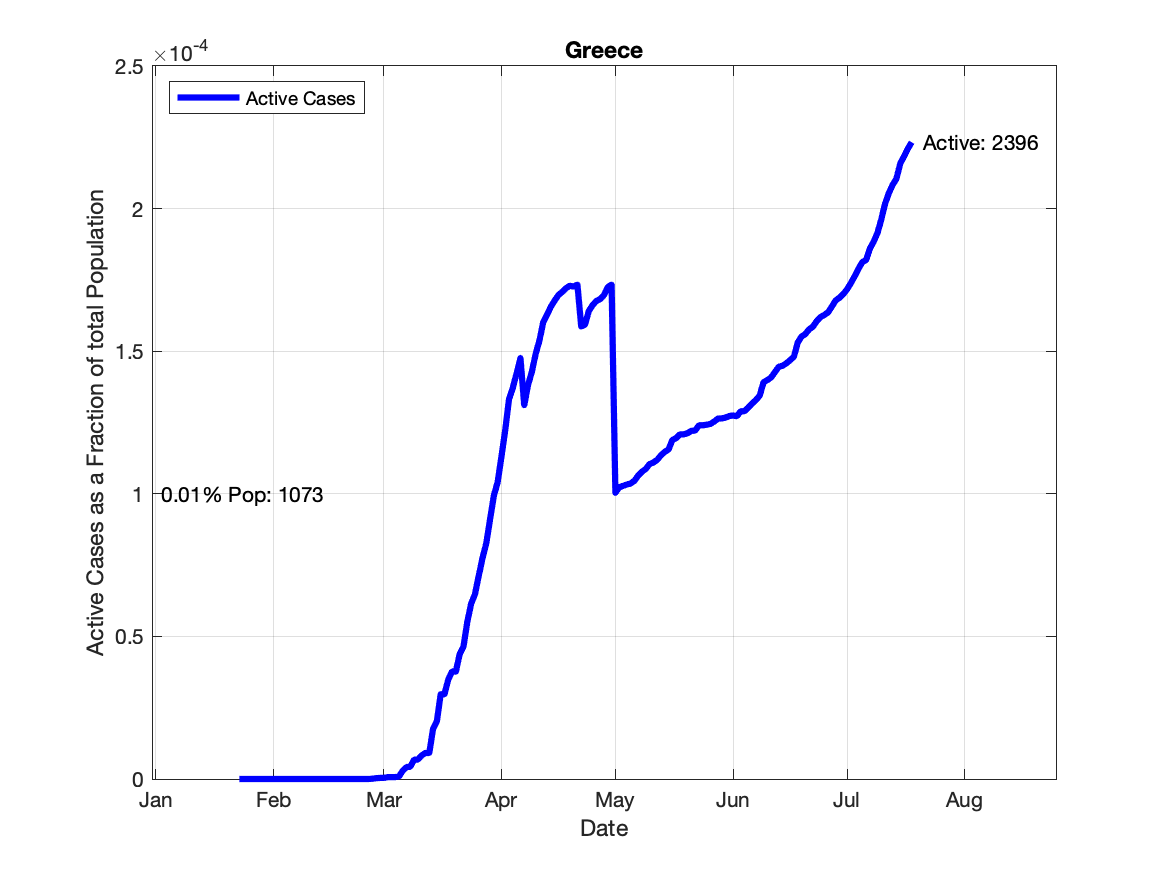 Greece
×10-4
2.5
2
1.5
1
0.5
0
Active Cases
Active: 2396
0.01% Pop: 1073
Active Cases as a Fraction of total Population
Jan Feb Mar Apr May Jun Jul Aug
Date